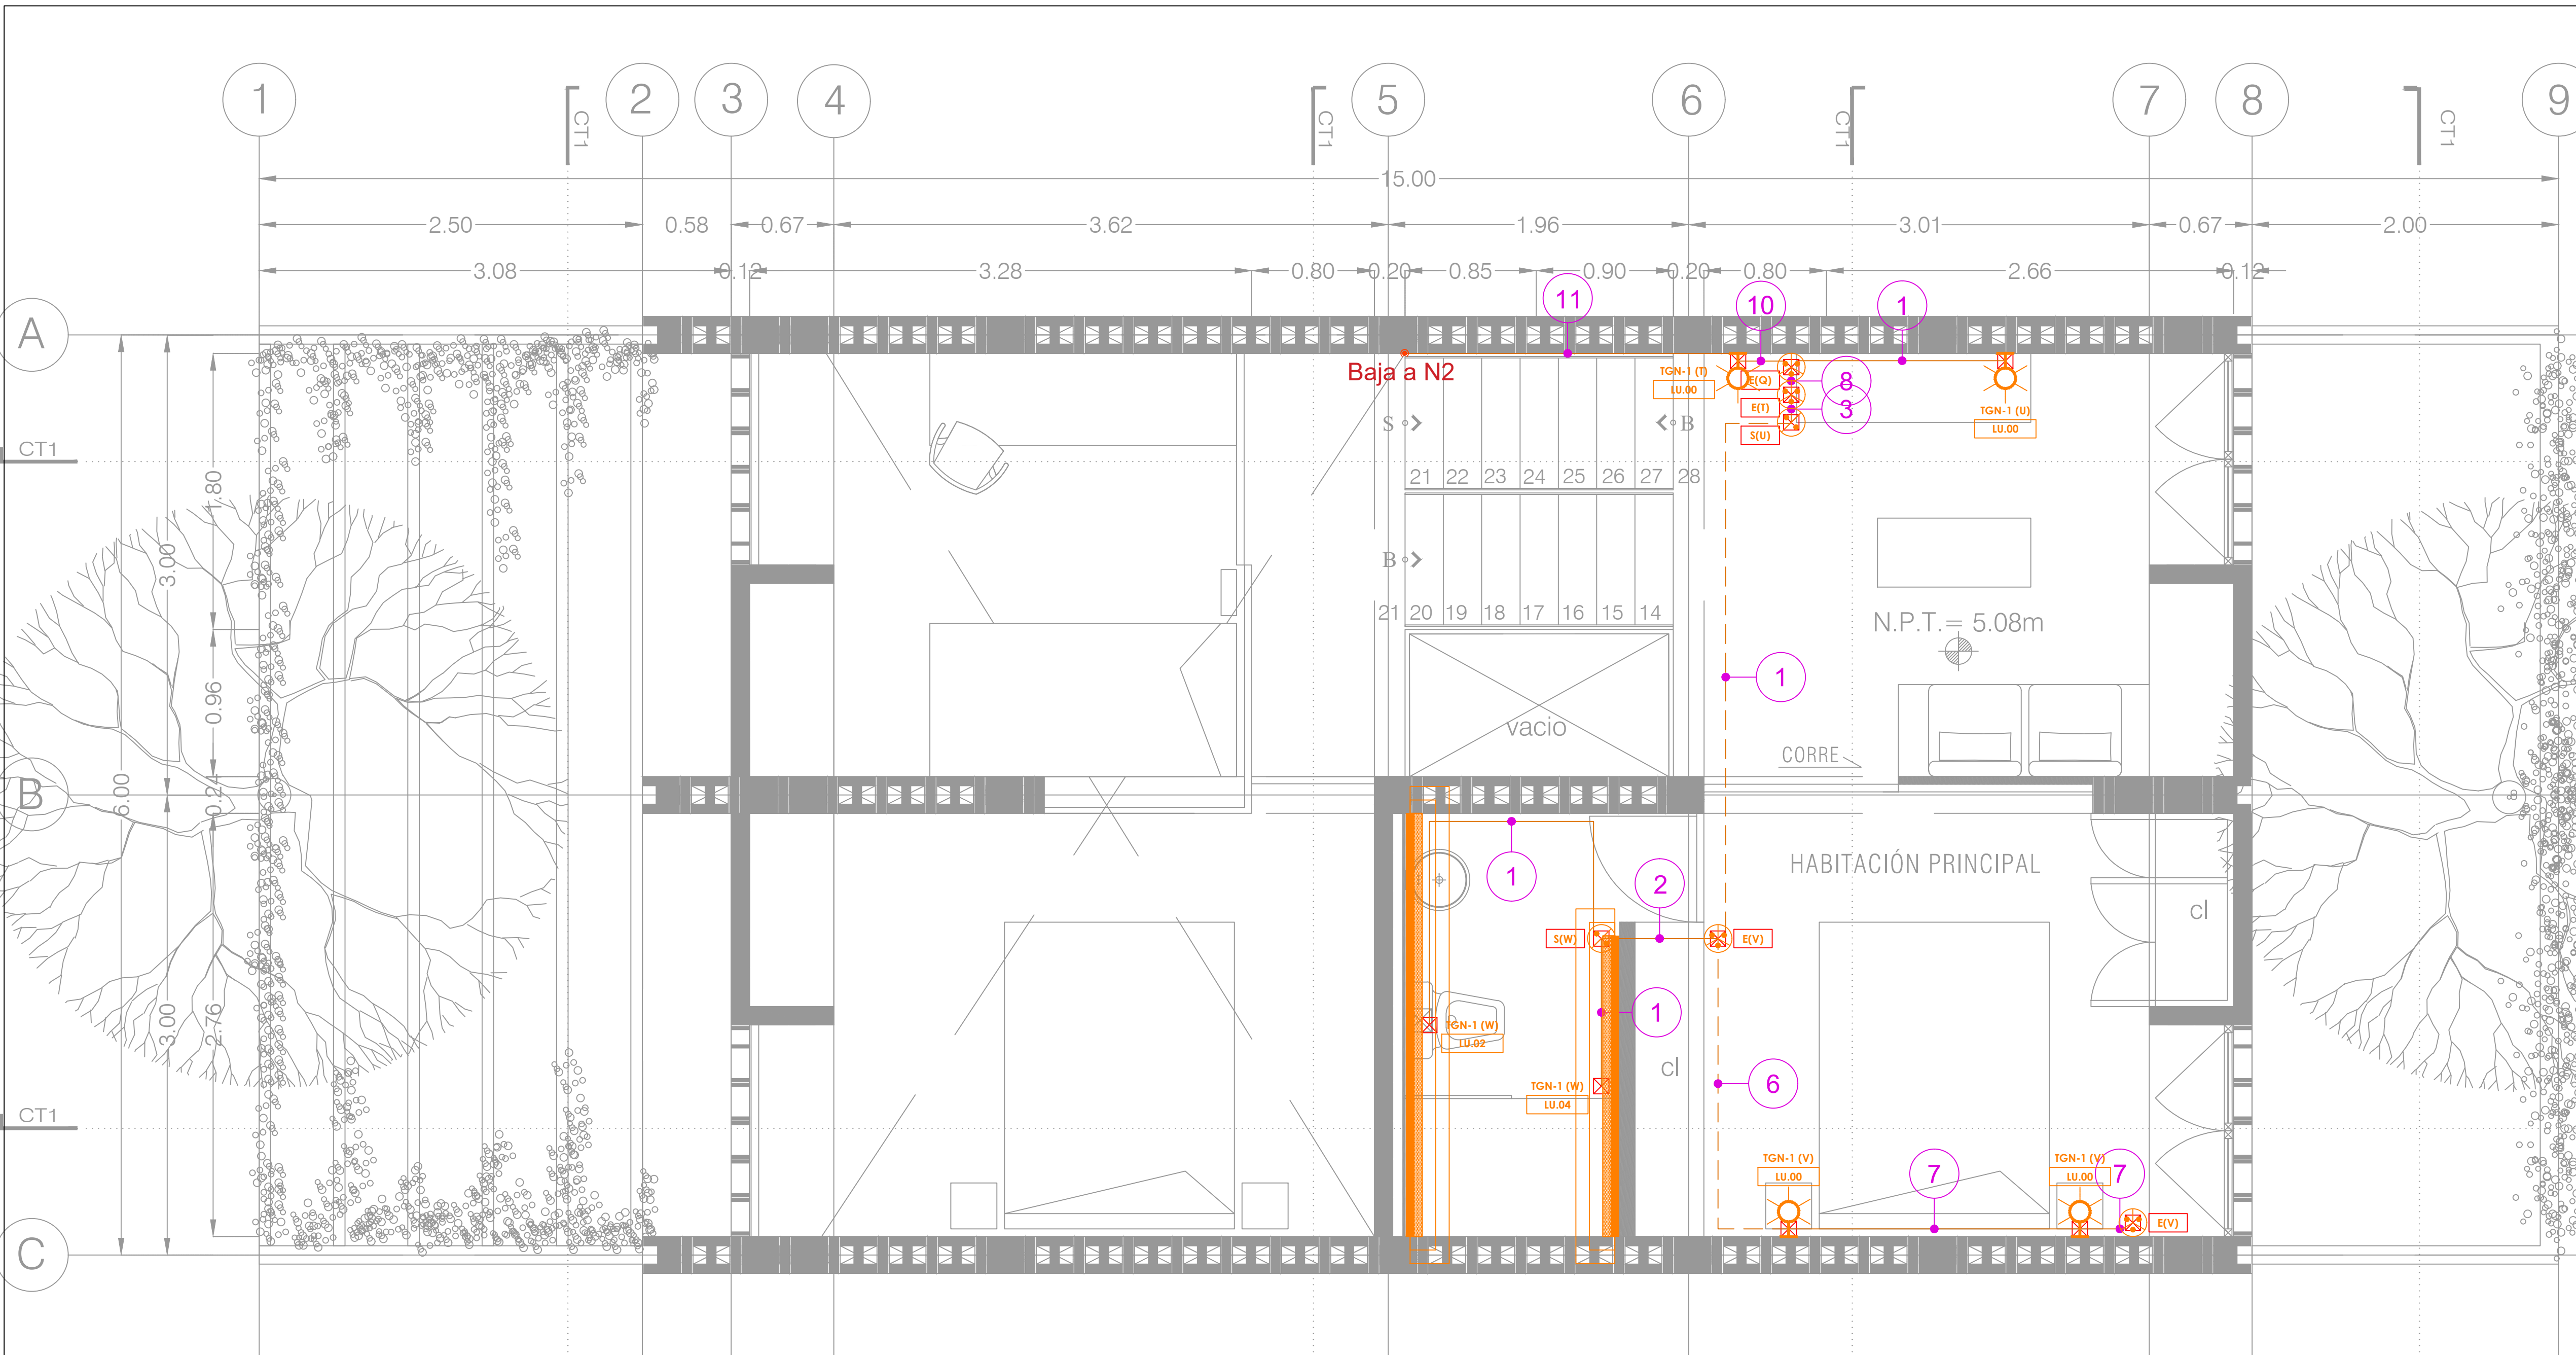 1 2 3 4 5 6 7 8 9
CT1 CT1 CT1 CT1
15.00
2.50 0.58 0.67 3.62 1.96 3.01 0.67 2.00
3.08 0.12 3.28 0.80 0.20 0.85 0.90 0.20 0.80 2.66 0.12
11 10 1
A
Baja a N2
TGN-1 (T)
LU.00
E(Q)
8
E(T)
3
S(U)
TGN-1 (U)
LU.00
S B
CT1
21 22 23 24 25 26 27 28
1.80
3.00
B
21 20 19 18 17 16 15 14
N.P.T.= 5.08m
1
0.96
vacio
CORRE
6.00
B
0.24
HABITACIÓN PRINCIPAL
1
2
cl
S(W)
E(V)
3.00
2.76
1
TGN-1 (W)
LU.02
cl
6
TGN-1 (W)
LU.04
CT1
TGN-1 (V)
LU.00
7
TGN-1 (V)
LU.00
7
E(V)
C